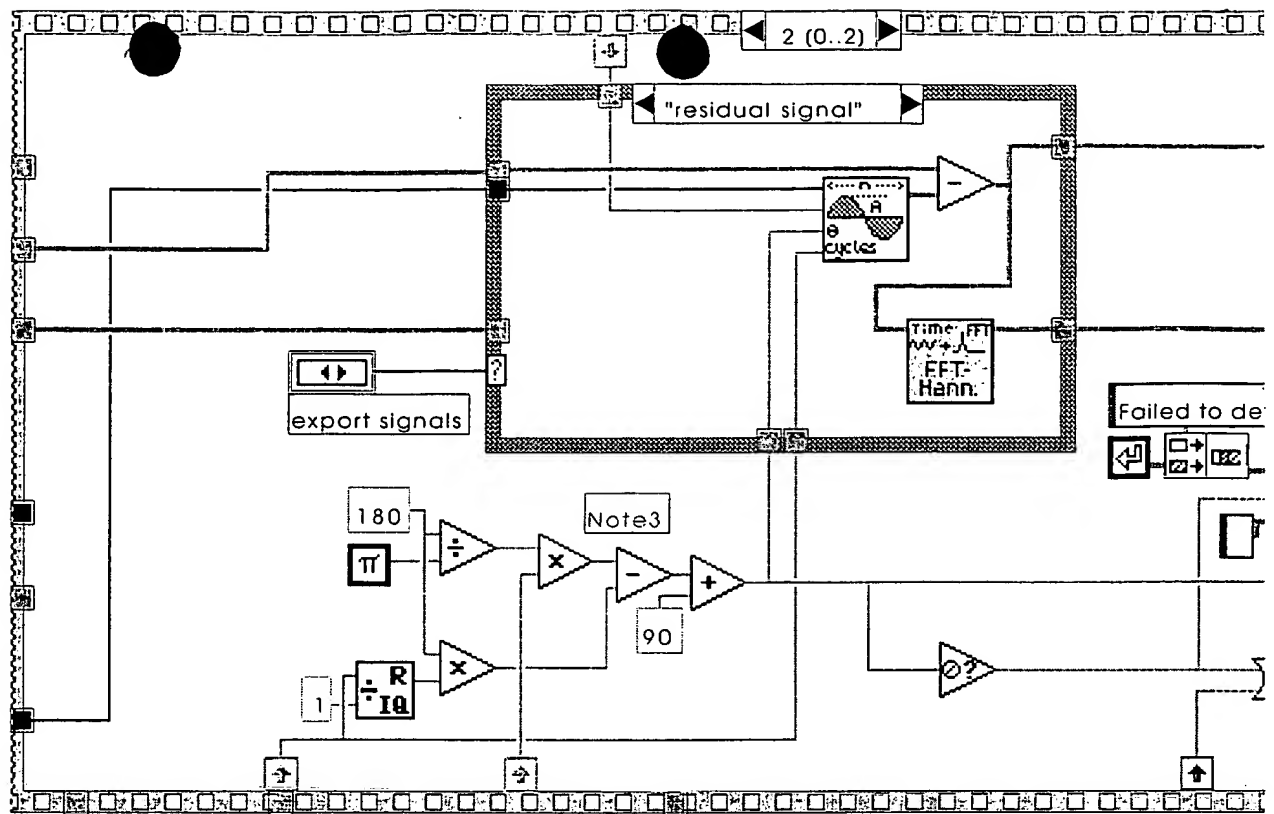 2 (0..2)
"residual signal"
n
A
θ
cycles
Time FFT
FFT-
Hann.
?
export signals
Failed to de
180
Note3
π
÷
x
-
+
90
x
R
÷ IQ
1
?